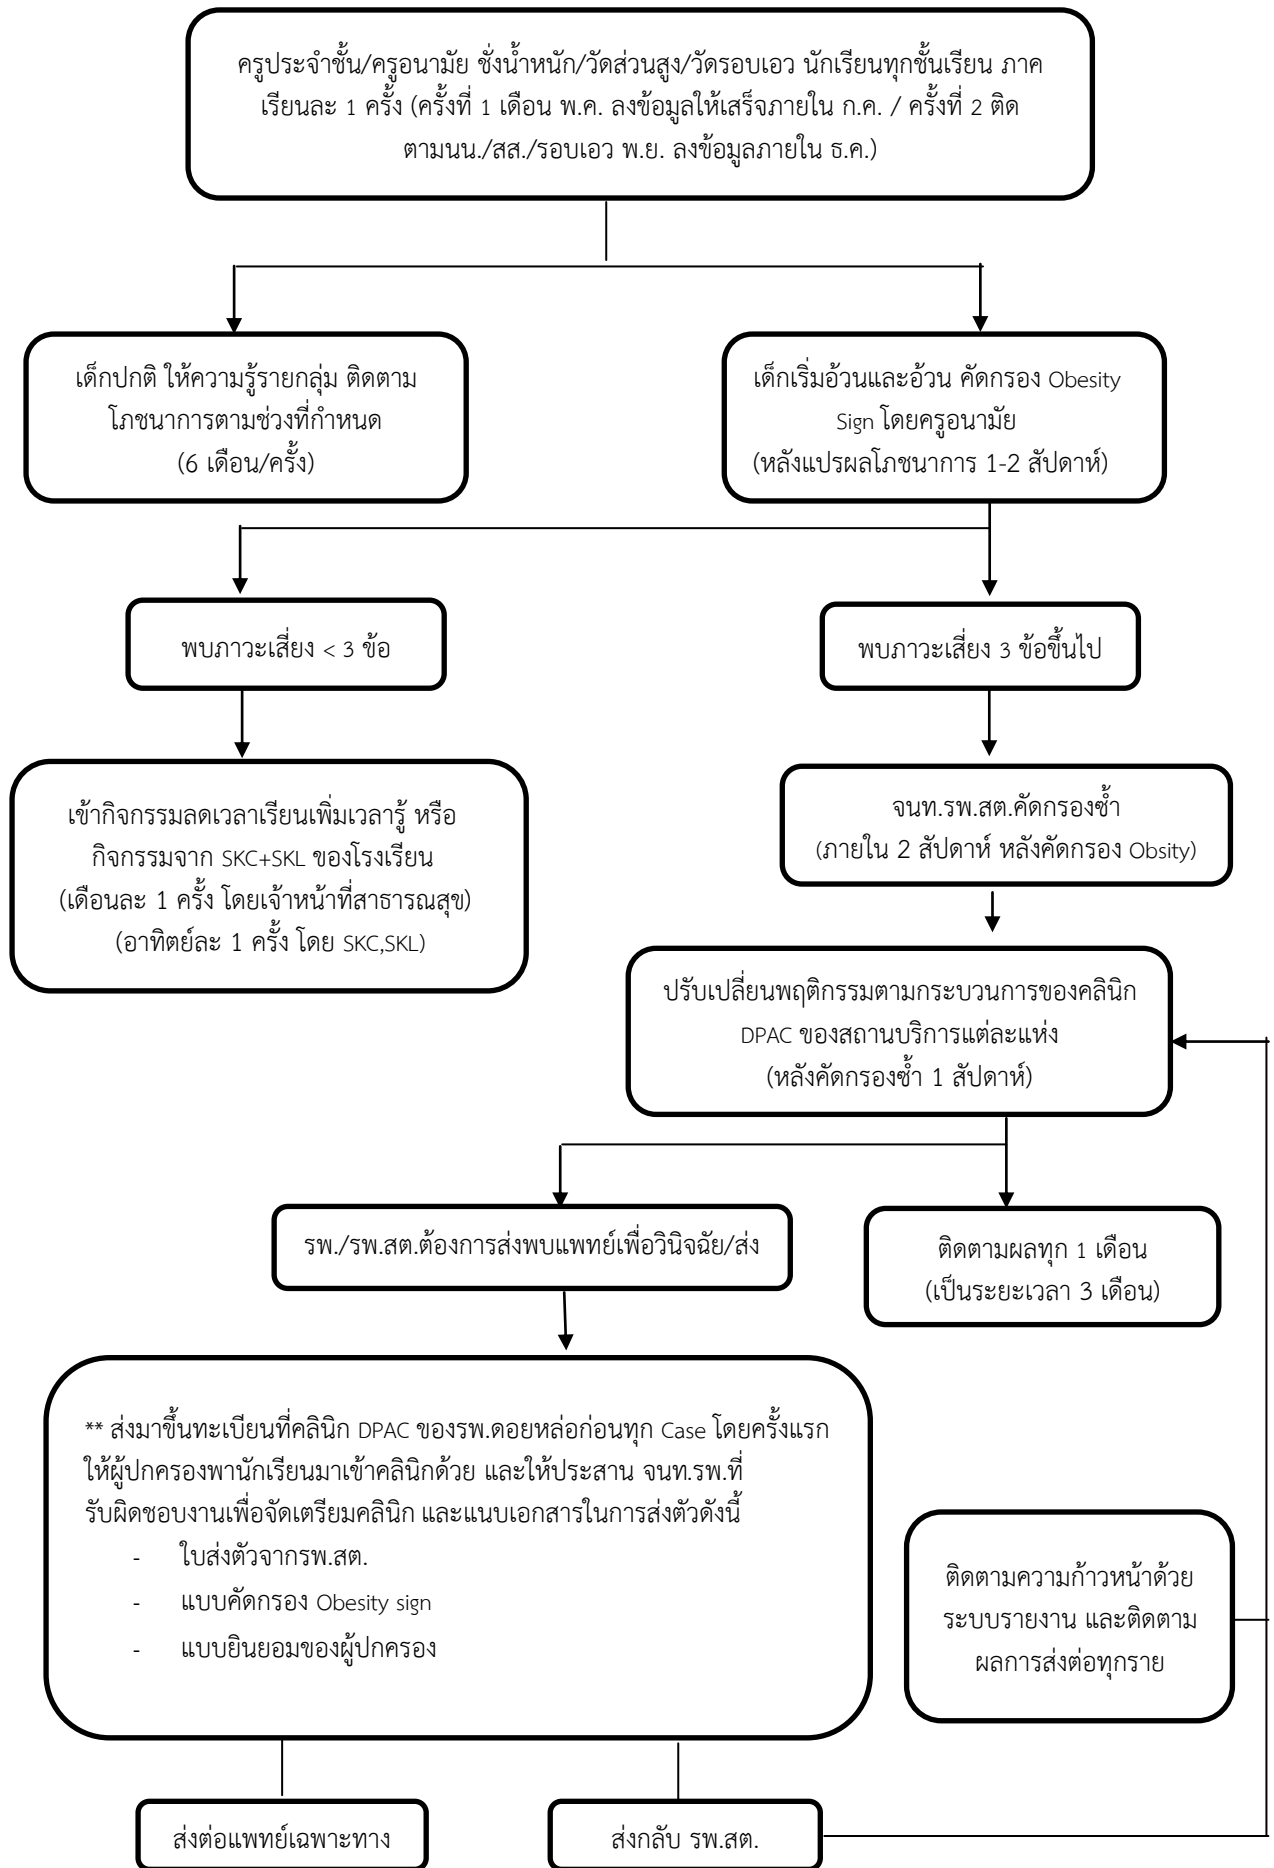 ครูประจำชั้น/ครูอนามัย ชั่งน้ำหนัก/วัดส่วนสูง/วัดรอบเอว นักเรียนทุกชั้นเรียน ภาค
เรียนละ 1 ครั้ง (ครั้งที่ 1 เดือน พ.ค. ลงข้อมูลให้เสร็จภายใน ก.ค. / ครั้งที่ 2 ติด
ตามนน./สส./รอบเอว พ.ย. ลงข้อมูลภายใน ธ.ค.)
เด็กปกติ ให้ความรู้รายกลุ่ม ติดตาม
โภชนาการตามช่วงที่กำหนด
(6 เดือน/ครั้ง)
เด็กเริ่มอ้วนและอ้วน คัดกรอง Obesity
Sign โดยครูอนามัย
(หลังแปรผลโภชนาการ 1-2 สัปดาห์)
พบภาวะเสี่ยง < 3 ข้อ
พบภาวะเสี่ยง 3 ข้อขึ้นไป
เข้ากิจกรรมลดเวลาเรียนเพิ่มเวลารู้ หรือ
กิจกรรมจาก SKC+SKL ของโรงเรียน
(เดือนละ 1 ครั้ง โดยเจ้าหน้าที่สาธารณสุข)
(อาทิตย์ละ 1 ครั้ง โดย SKC,SKL)
จนท.รพ.สต.คัดกรองซ้ำ
(ภายใน 2 สัปดาห์ หลังคัดกรอง Obsity)
ปรับเปลี่ยนพฤติกรรมตามกระบวนการของคลินิก
DPAC ของสถานบริการแต่ละแห่ง
(หลังคัดกรองซ้ำ 1 สัปดาห์)
รพ./รพ.สต.ต้องการส่งพบแพทย์เพื่อวินิจฉัย/ส่ง
ติดตามผลทุก 1 เดือน
(เป็นระยะเวลา 3 เดือน)
** ส่งมาขึ้นทะเบียนที่คลินิก DPAC ของรพ.ดอยหล่อก่อนทุก Case โดยครั้งแรก
ให้ผู้ปกครองพานักเรียนมาเข้าคลินิกด้วย และให้ประสาน จนท.รพ.ที่
รับผิดชอบงานเพื่อจัดเตรียมคลินิก และแนบเอกสารในการส่งตัวดังนี้
- ใบส่งตัวจากรพ.สต.
- แบบคัดกรอง Obesity sign
- แบบยินยอมของผู้ปกครอง
ติดตามความก้าวหน้าด้วย
ระบบรายงาน และติดตาม
ผลการส่งต่อทุกราย
ส่งต่อแพทย์เฉพาะทาง
ส่งกลับ รพ.สต.